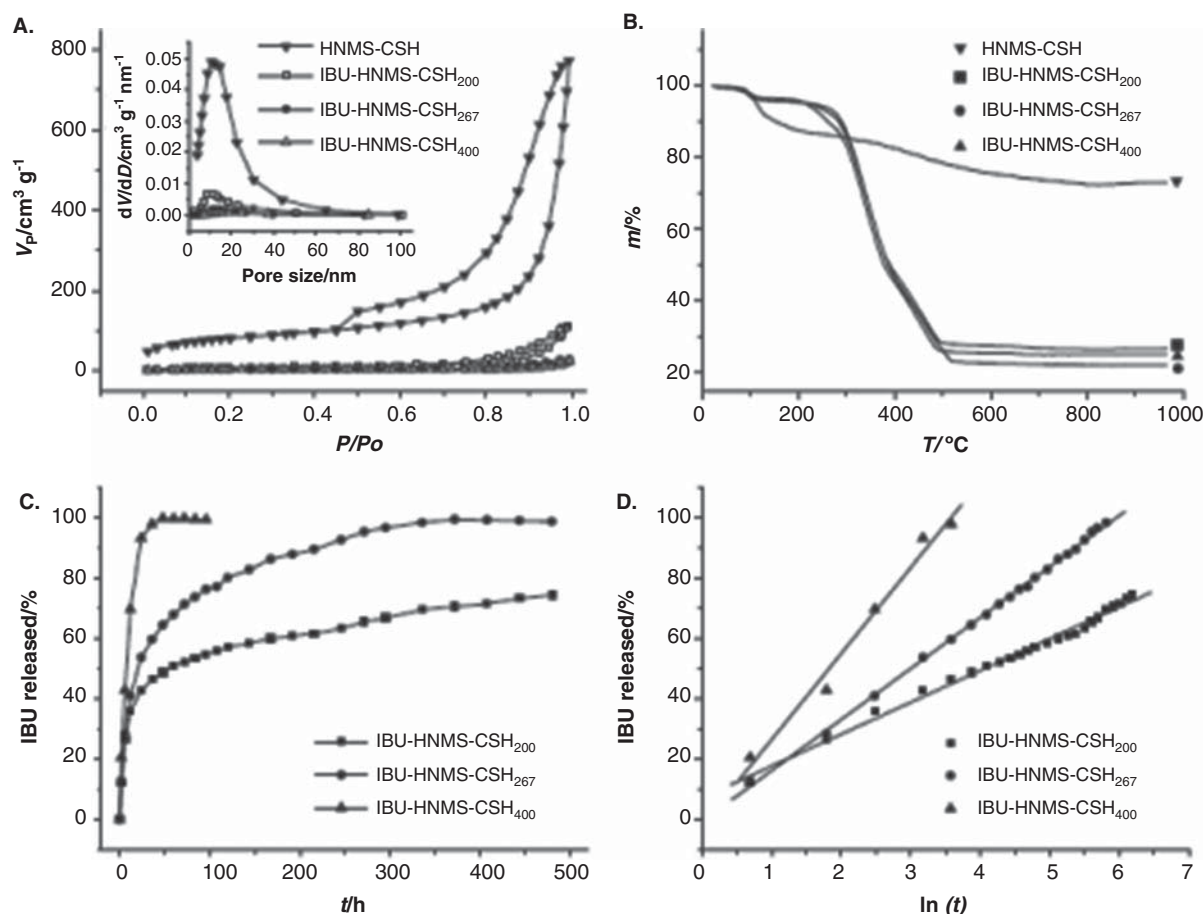 A.
HNMS-CSH
IBU-HNMS-CSH200
IBU-HNMS-CSH267
IBU-HNMS-CSH400
dV/dD/cm3 g-1 nm-1
0.05
0.04
0.03
0.02
0.01
0.00
0 20 40 60 80 100
Pore size/nm
VP/cm3 g-1
800
600
400
200
0
0.0 0.2 0.4 0.6 0.8 1.0
P/Po
B.
HNMS-CSH
IBU-HNMS-CSH200
IBU-HNMS-CSH267
IBU-HNMS-CSH400
m/%
100
80
60
40
20
0 200 400 600 800 1000
T/°C
C.
IBU released/%
100
80
60
40
20
0
IBU-HNMS-CSH200
IBU-HNMS-CSH267
IBU-HNMS-CSH400
0 100 200 300 400 500
t/h
D.
IBU released/%
100
80
60
40
20
0
IBU-HNMS-CSH200
IBU-HNMS-CSH267
IBU-HNMS-CSH400
0 1 2 3 4 5 6 7
ln (t)